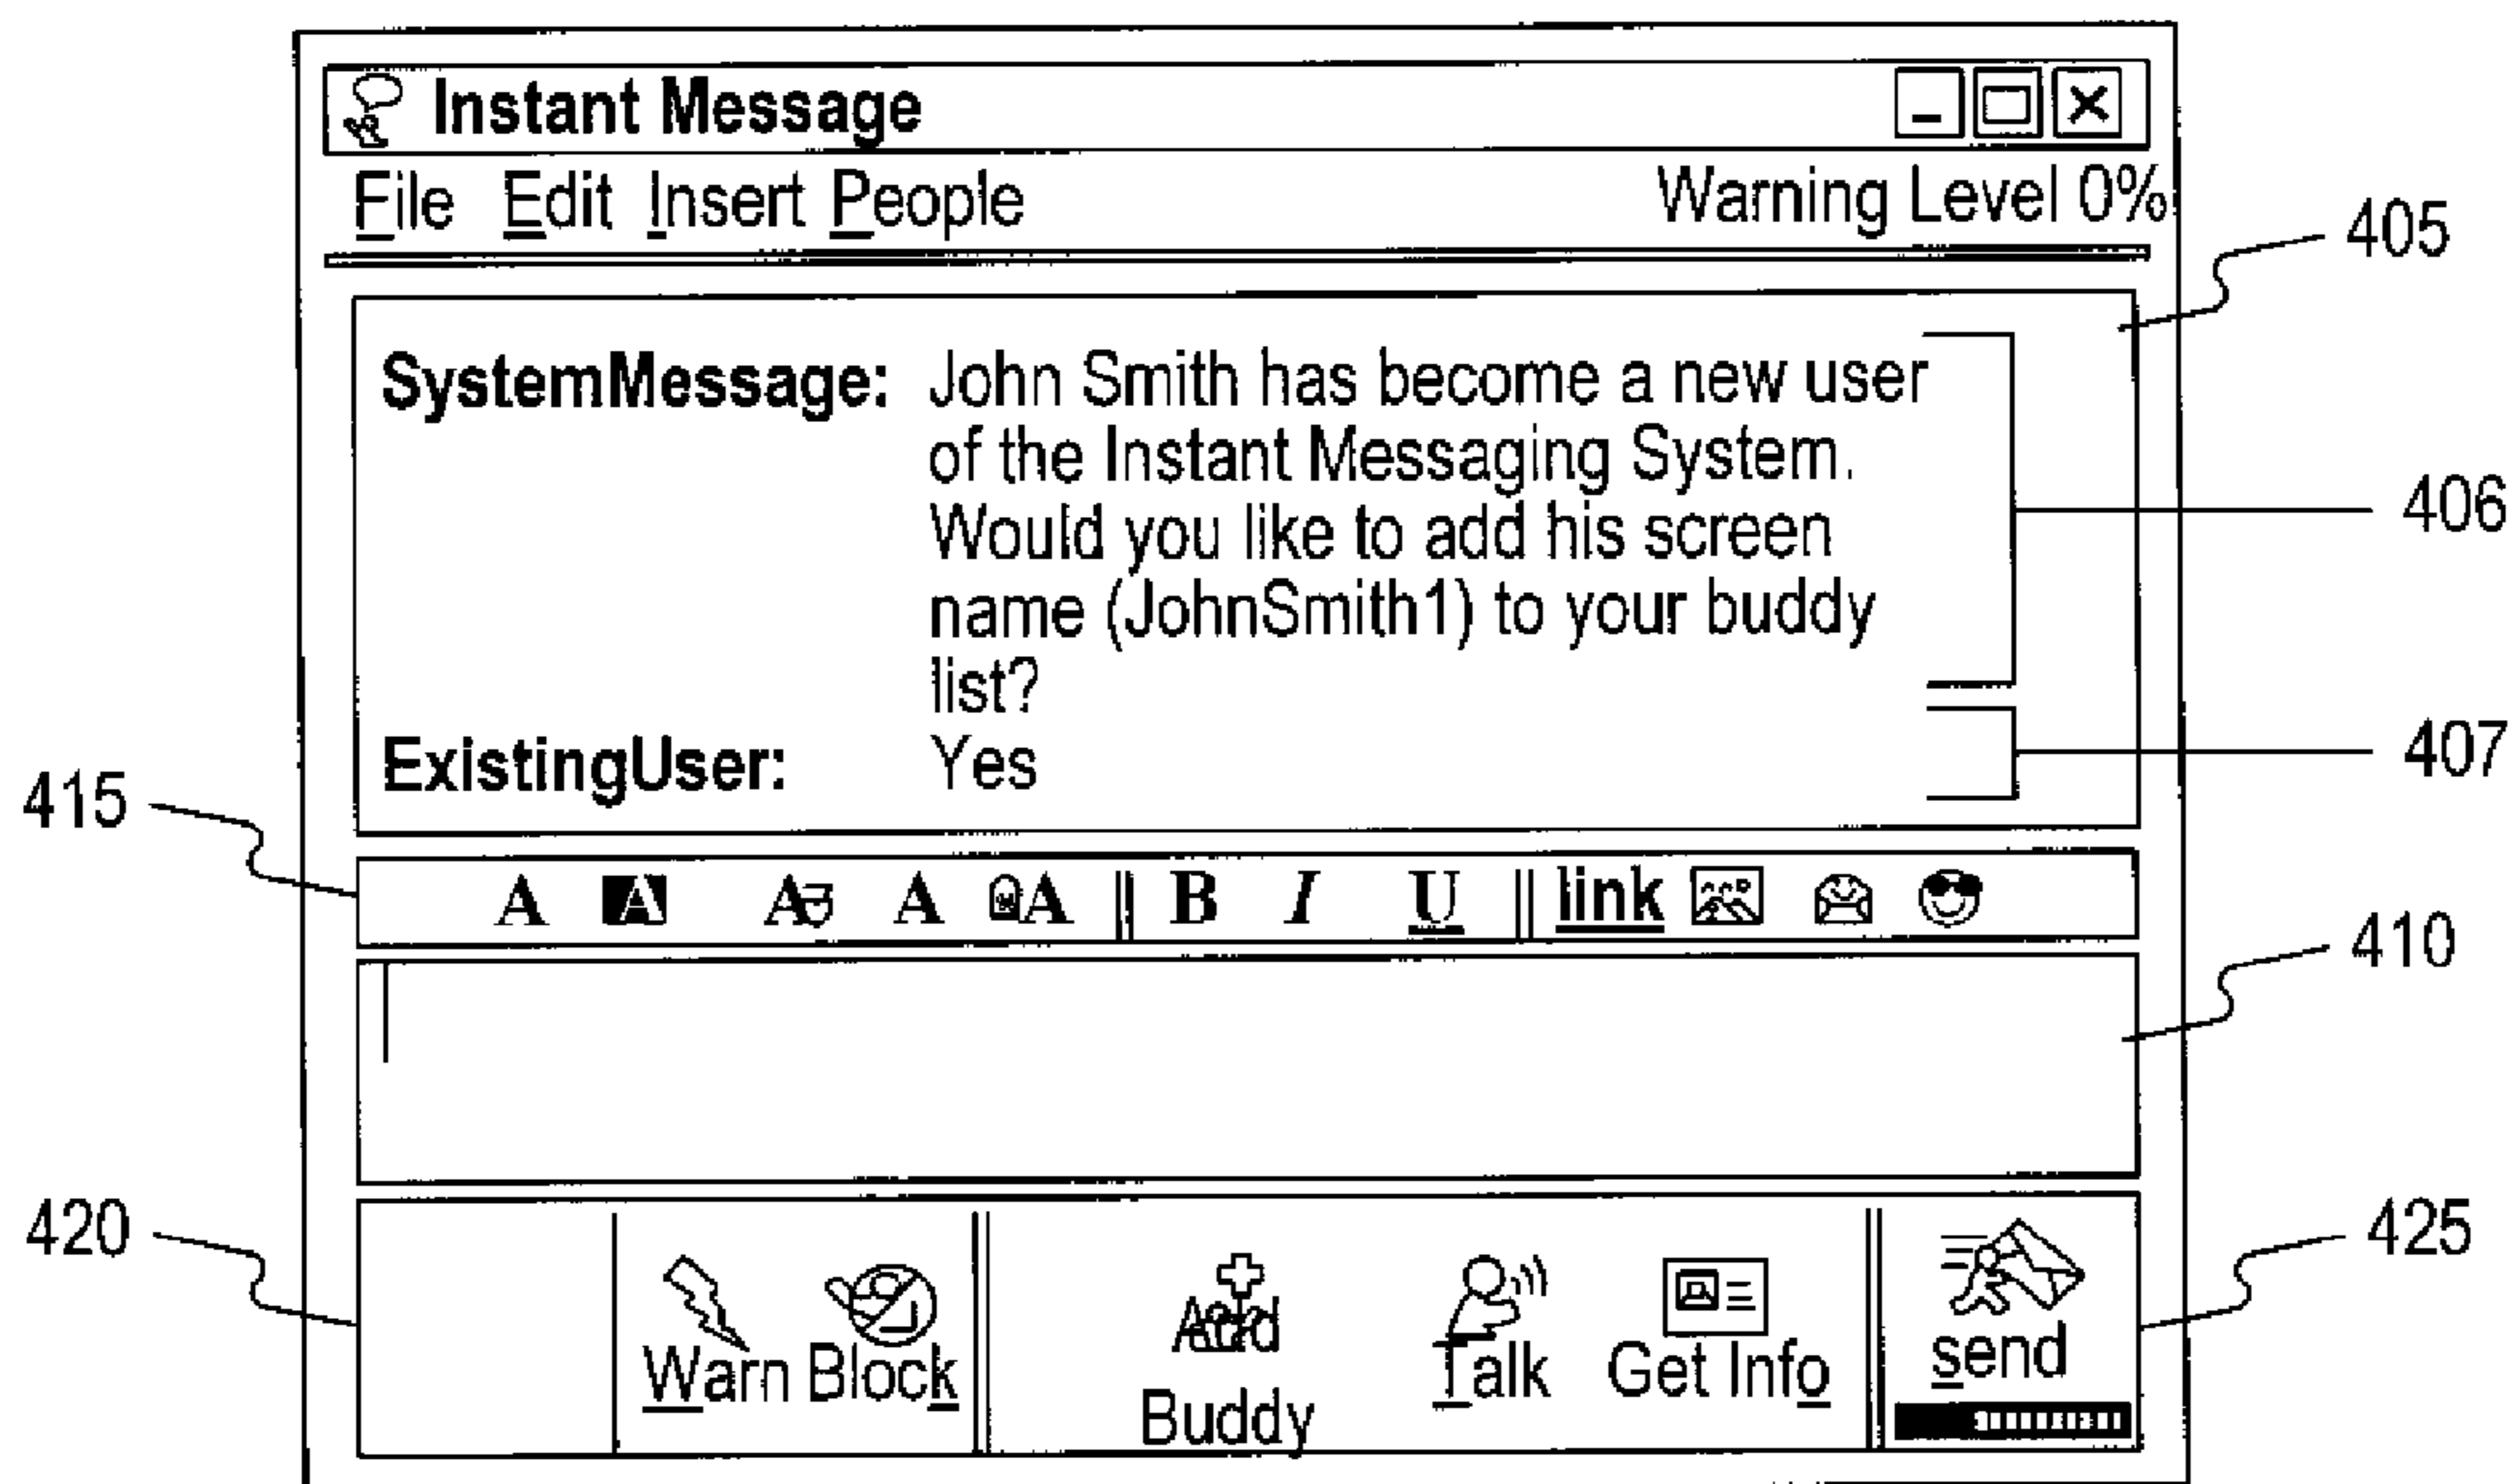 Instant Message
File Edit Insert People Warning Level 0%
405
SystemMessage: John Smith has become a new user
of the Instant Messaging System.
Would you like to add his screen
name (JohnSmith1) to your buddy
list?
406
ExistingUser: Yes
407
415
A A A A A B I U link
410
420
425
Warn Block Add Talk Get Info send
Buddy